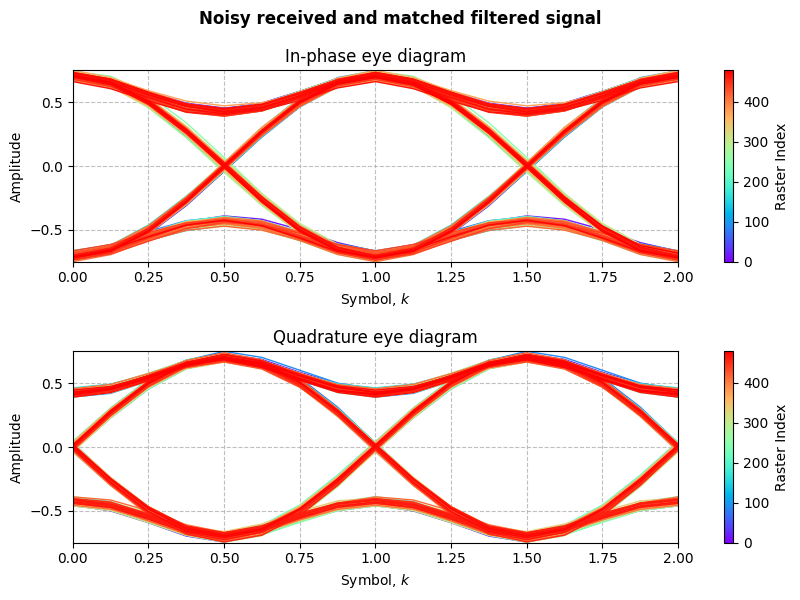 Noisy received and matched filtered signal
In-phase eye diagram
0.5
0.0
−0.5
Amplitude
0.00 0.25 0.50 0.75 1.00 1.25 1.50 1.75 2.00
Symbol, k
400
300
200
100
0
Raster Index
Quadrature eye diagram
0.5
0.0
−0.5
Amplitude
0.00 0.25 0.50 0.75 1.00 1.25 1.50 1.75 2.00
Symbol, k
400
300
200
100
0
Raster Index